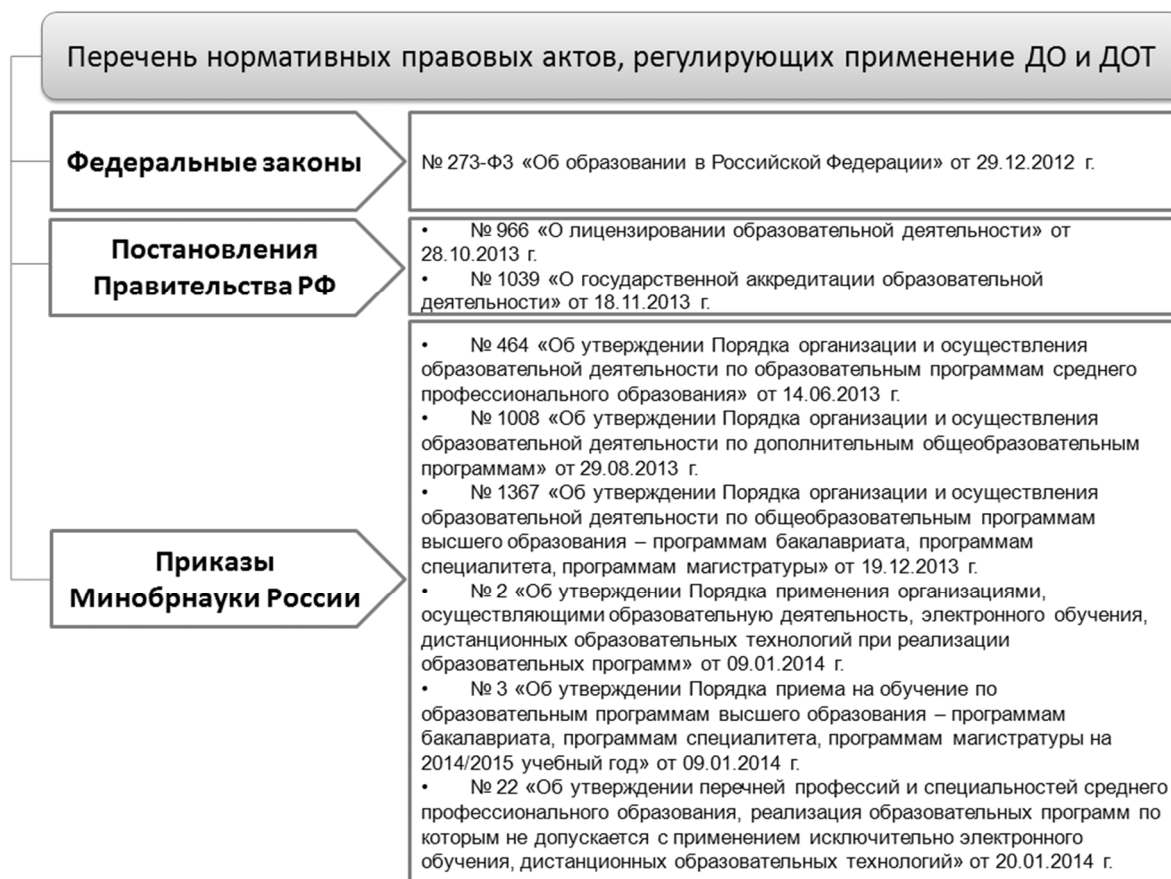 Перечень нормативных правовых актов, регулирующих применение ДО и ДОТ
Федеральные законы
№ 273-ФЗ «Об образовании в Российской Федерации» от 29.12.2012 г.
Постановления
Правительства РФ
• № 966 «О лицензировании образовательной деятельности» от
28.10.2013 г.
• № 1039 «О государственной аккредитации образовательной
деятельности» от 18.11.2013 г.
Приказы
Минобрнауки России
• № 464 «Об утверждении Порядка организации и осуществления
образовательной деятельности по образовательным программам среднего
профессионального образования» от 14.06.2013 г.
• № 1008 «Об утверждении Порядка организации и осуществления
образовательной деятельности по дополнительным общеобразовательным
программам» от 29.08.2013 г.
• № 1367 «Об утверждении Порядка организации и осуществления
образовательной деятельности по общеобразовательным программам
высшего образования – программам бакалавриата, программам
специалитета, программам магистратуры» от 19.12.2013 г.
• № 2 «Об утверждении Порядка применения организациями,
осуществляющими образовательную деятельность, электронного обучения,
дистанционных образовательных технологий при реализации
образовательных программ» от 09.01.2014 г.
• № 3 «Об утверждении Порядка приема на обучение по
образовательным программам высшего образования – программам
бакалавриата, программам специалитета, программам магистратуры на
2014/2015 учебный год» от 09.01.2014 г.
• № 22 «Об утверждении перечней профессий и специальностей среднего
профессионального образования, реализация образовательных программ по
которым не допускается с применением исключительно электронного
обучения, дистанционных образовательных технологий» от 20.01.2014 г.